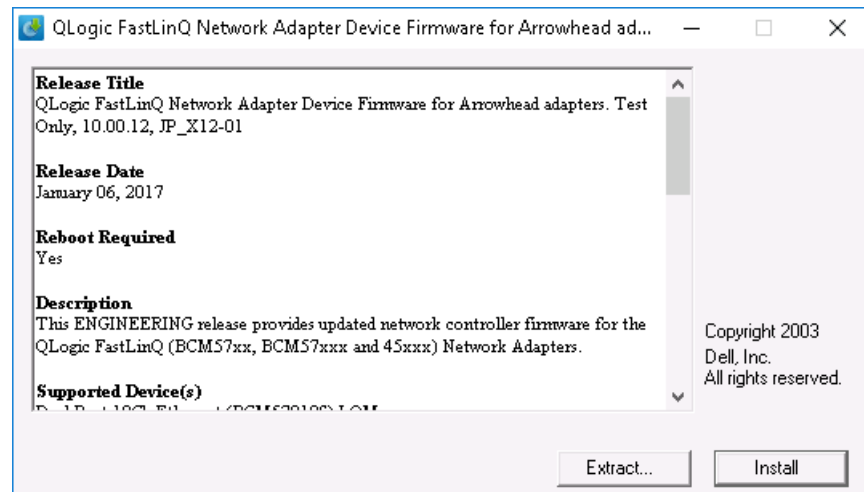 QLogic FastLinQ Network Adapter Device Firmware for Arrowhead ad...
Release Title
QLogic FastLinQ Network Adapter Device Firmware for Arrowhead adapters. Test
Only, 10.00.12, JP_X12-01
Release Date
January 06, 2017
Reboot Required
Yes
Description
This ENGINEERING release provides updated network controller firmware for the
QLogic FastLinQ (BCM57xx, BCM57xxx and 45xxx) Network Adapters.
Supported Device(s)
Copyright 2003
Dell, Inc.
All rights reserved.
Extract...
Install